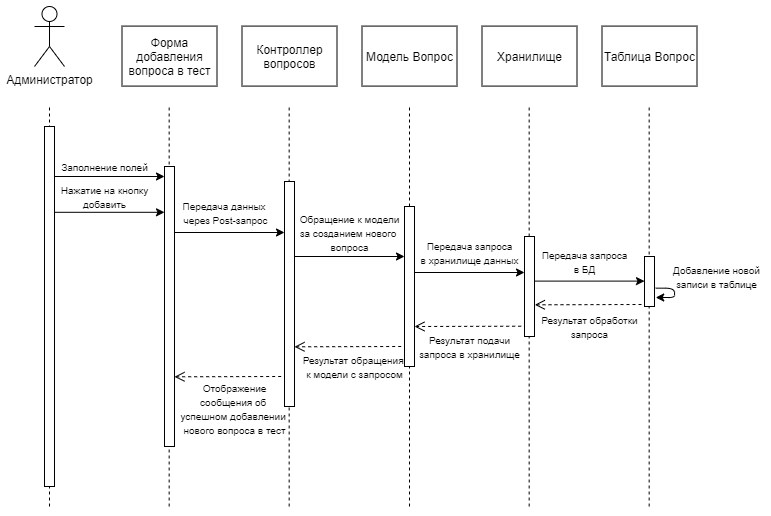 Администратор
Форма
добавления
вопроса в тест
Контроллер
вопросов
Модель Вопрос
Хранилище
Таблица Вопрос
Заполнение полей
Нажатие на кнопку
добавить
Передача данных
через Post-запрос
Обращение к модели
за созданием нового
вопроса
Передача запроса
в хранилище данных
Передача запроса
в БД
Добавление новой
записи в таблице
Результат обработки
запроса
Результат подачи
запроса в хранилище
Результат обращения
к модели с запросом
Отображение
сообщения об
успешном добавлении
нового вопроса в тест